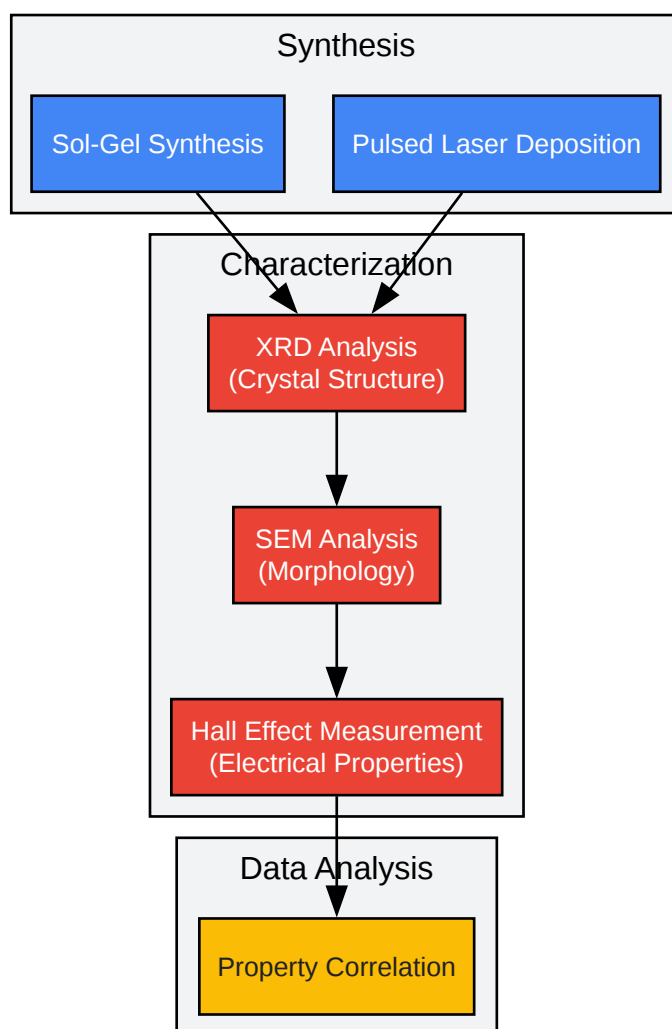 Synthesis
Sol-Gel Synthesis
Pulsed Laser Deposition
Characterization
XRD Analysis
(Crystal Structure)
SEM Analysis
(Morphology)
Hall Effect Measurement
(Electrical Properties)
Data Analysis
Property Correlation